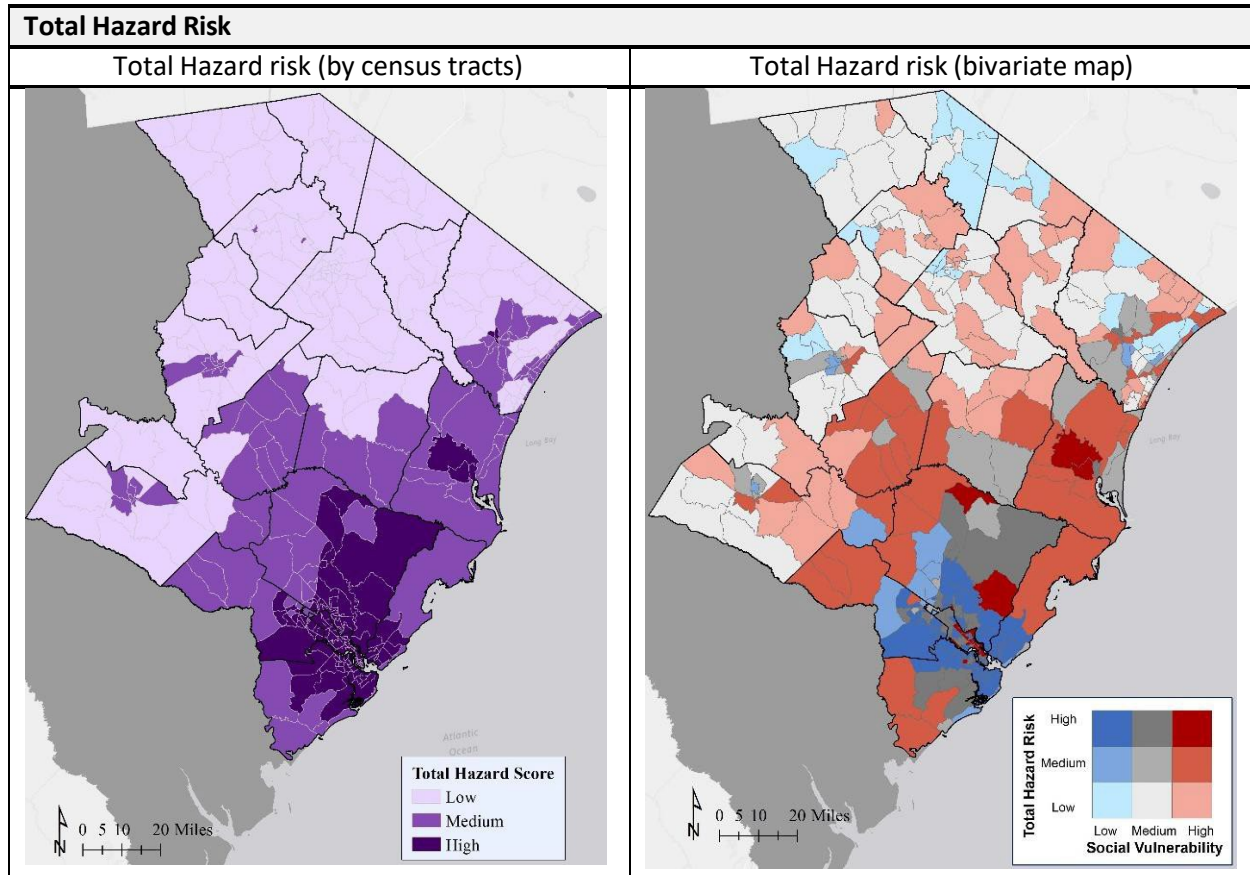 Total Hazard Risk
Total Hazard risk (by census tracts)
Total Hazard risk (bivariate map)
Long Bay
Atlantic
Ocean
Total Hazard Score
Low
Medium
High
N
0 5 10 20 Miles
Long Bay
N
0 5 10 20 Miles
Total Hazard Risk
High
Medium
Low
Low Medium High
Social Vulnerability